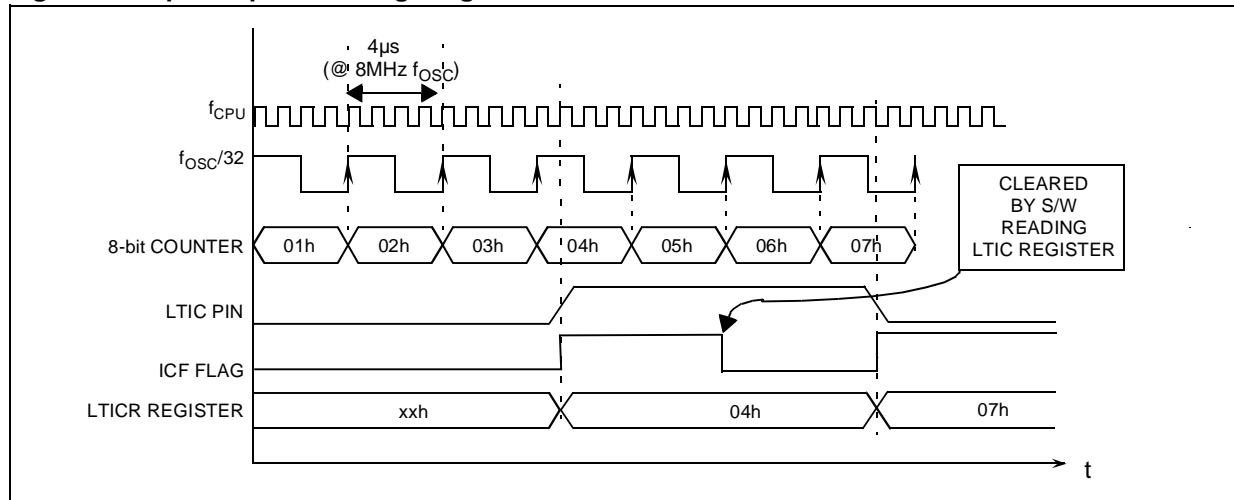 4µs
(@ 8MHz fOSC)
fCPU
fOSC/32
CLEARED
BY S/W
READING
LTIC REGISTER
8-bit COUNTER
01h
02h
03h
04h
05h
06h
07h
LTIC PIN
ICF FLAG
LTICR REGISTER
xxh
04h
07h
t